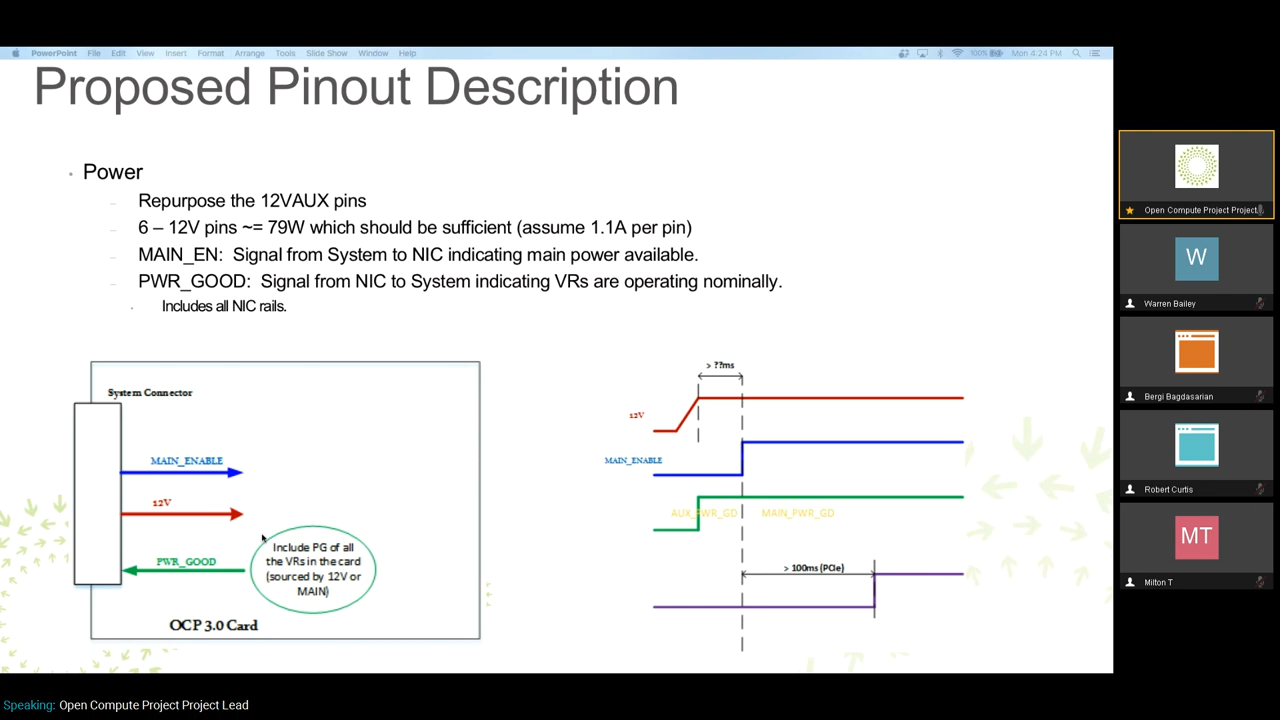 PowerPoint File Edit View Insert Format Arrange Tools Slide Show Window Help 100% Mon 4:24 PM
Proposed Pinout Description
• Power
– Repurpose the 12VAUX pins
– 6 – 12V pins ~= 79W which should be sufficient (assume 1.1A per pin)
– MAIN_EN: Signal from System to NIC indicating main power available.
– PWR_GOOD: Signal from NIC to System indicating VRs are operating nominally.
• Includes all NIC rails.
System Connector
MAIN_ENABLE
12V
PWR_GOOD
Include PG of all
the VRs in the card
(sourced by 12V or
MAIN)
OCP 3.0 Card
> ??ms
12V
MAIN_ENABLE
AUX_PWR_GD MAIN_PWR_GD
> 100ms (PCIe)
Open Compute Project Project
W
Warren Bailey
Bergi Bagdasarian
Robert Curtis
MT
Milton T
Speaking: Open Compute Project Project Lead